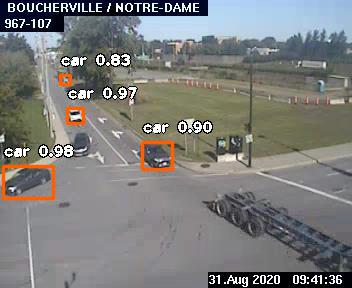 BOUCHERVILLE / NOTRE-DAME
967-107
car 0.83
car 0.97
car 0.90
car 0.98
31.Aug 2020 09:41:36